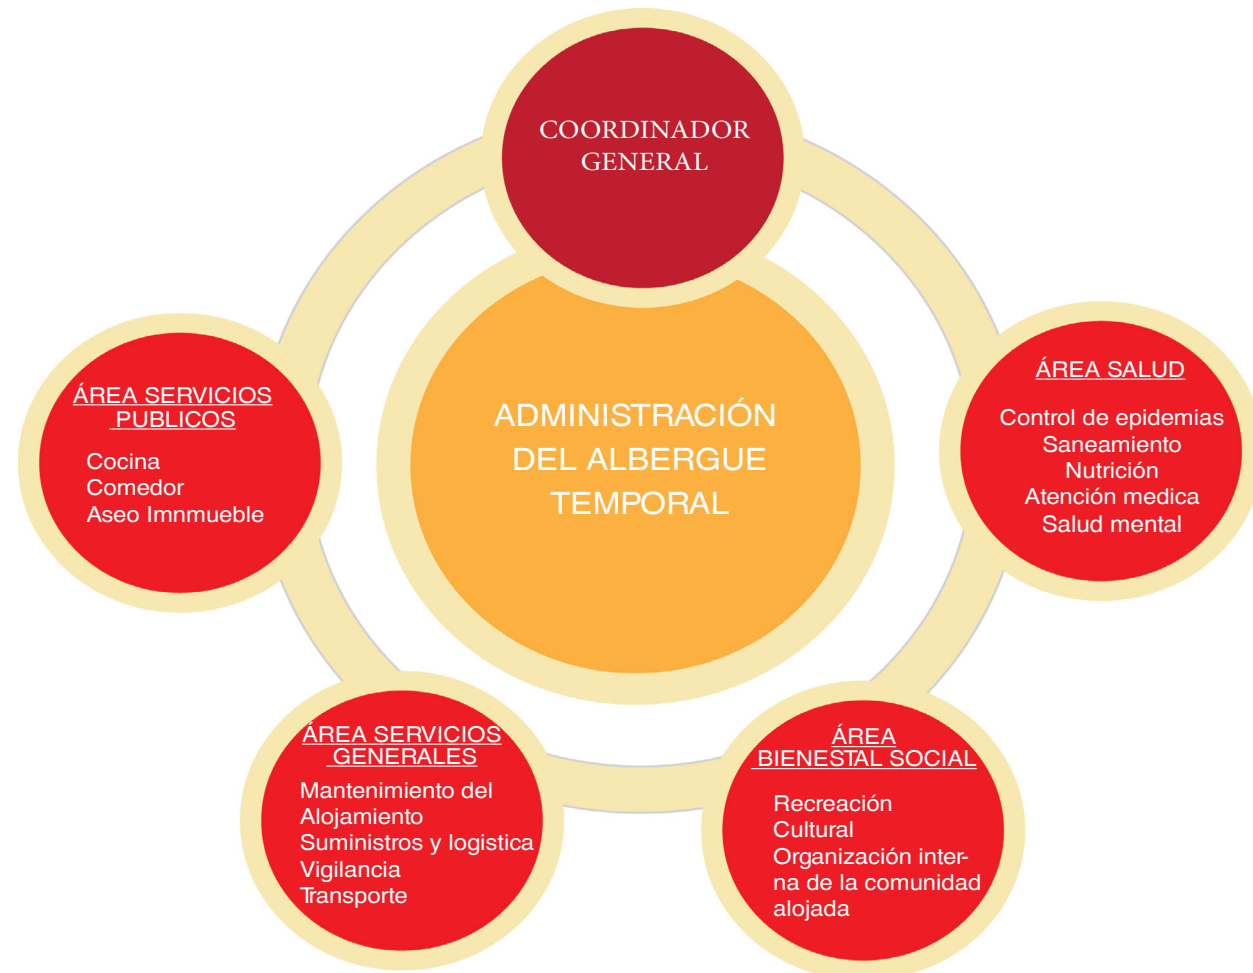 COORDINADOR
GENERAL
ADMINISTRACIÓN
DEL ALBERGUE
TEMPORAL
ÁREA SERVICIOS
PUBLICOS
Cocina
Comedor
Aseo Imnmueble
ÁREA SALUD
Control de epidemias
Saneamiento
Nutrición
Atención medica
Salud mental
ÁREA SERVICIOS
GENERALES
Mantenimiento del
Alojamiento
Suministros y logistica
Vigilancia
Transporte
ÁREA
BIENESTAL SOCIAL
Recreación
Cultural
Organización inter-
na de la comunidad
alojada